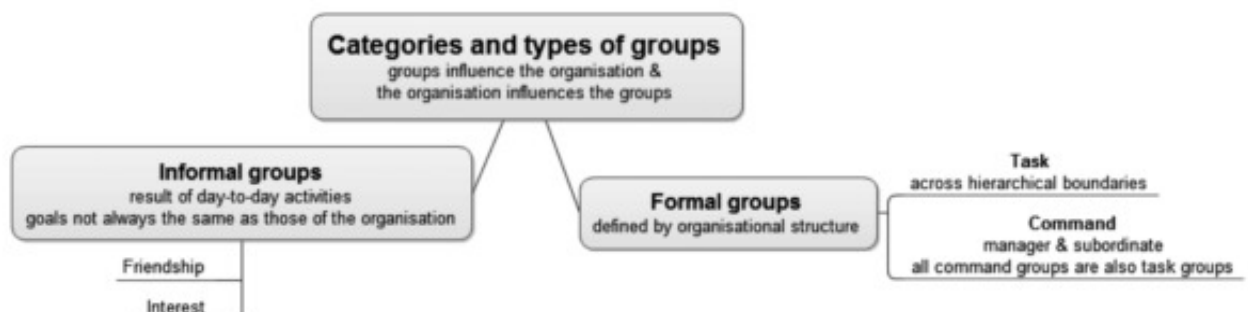 Categories and types of groups
groups influence the organisation &
the organisation influences the groups
Informal groups
result of day-to-day activities
goals not always the same as those of the organisation
Friendship
Interest
Formal groups
defined by organisational structure
Task
across hierarchical boundaries
Command
manager & subordinate
all command groups are also task groups